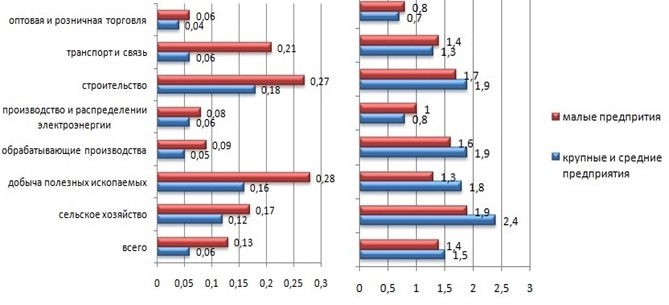 оптовая и розничная торговля
0,06
0,04
0,8
0,7
транспорт и связь
0,21
0,06
1,4
1,3
строительство
0,27
0,18
1,7
1,9
производство и распределении
электроэнергии
0,08
0,06
1
0,8
малые предпрития
обрабатывающие производства
0,09
0,05
1,6
1,9
крупные и средние
предприятия
добыча полезных ископаемых
0,28
0,16
1,3
1,8
сельское хозяйство
0,17
0,12
1,9
2,4
всего
0,13
0,06
1,4
1,5
0 0,05 0,1 0,15 0,2 0,25 0,3
0 0,5 1 1,5 2 2,5 3